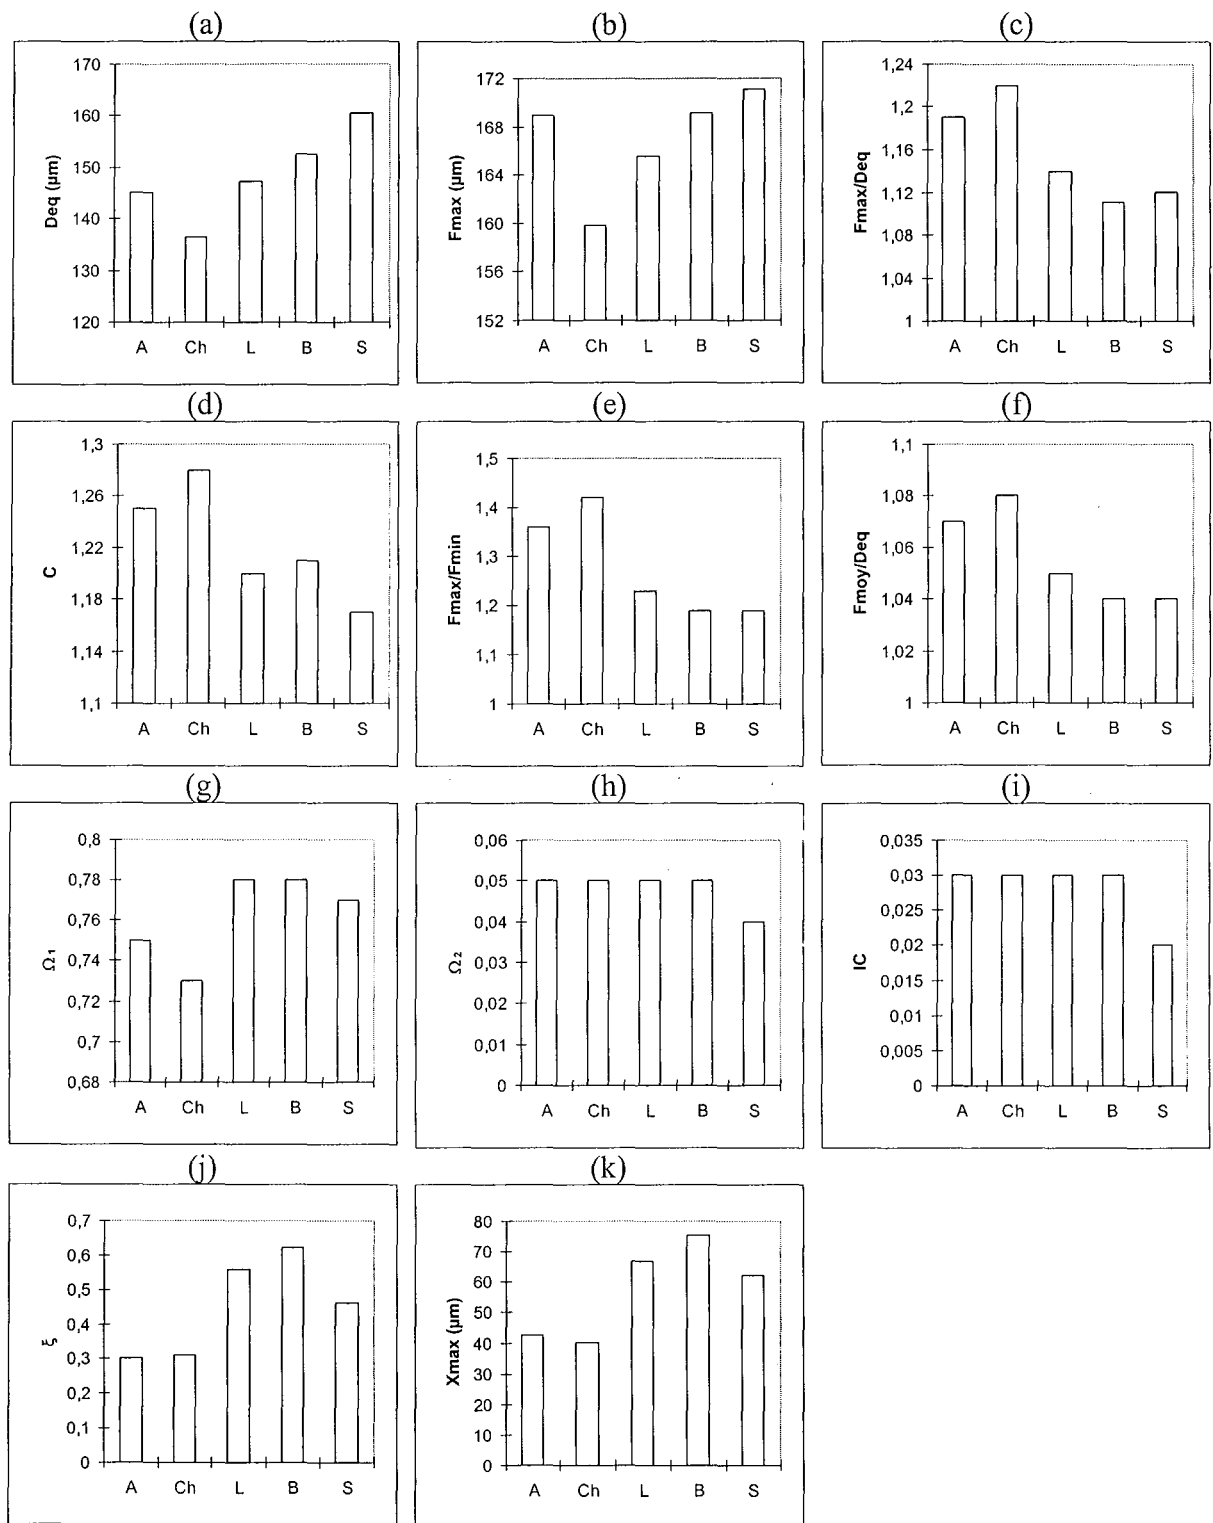 (a)
Deq (µm)
170
160
150
140
130
120
A Ch L B S
(b)
Fmax (µm)
172
168
164
160
156
152
A Ch L B S
(c)
Fmax/Deq
1,24
1,2
1,16
1,12
1,08
1,04
1
A Ch L B S
(d)
C
1,3
1,26
1,22
1,18
1,14
1,1
A Ch L B S
(e)
Fmax/Fmin
1,5
1,4
1,3
1,2
1,1
1
A Ch L B S
(f)
Fmoy/Deq
1,1
1,08
1,06
1,04
1,02
1
A Ch L B S
(g)
Ω₁
0,8
0,78
0,76
0,74
0,72
0,7
0,68
A Ch L B S
(h)
Ω₂
0,06
0,05
0,04
0,03
0,02
0,01
0
A Ch L B S
(i)
IC
0,035
0,03
0,025
0,02
0,015
0,01
0,005
0
A Ch L B S
(j)
ξ
0,7
0,6
0,5
0,4
0,3
0,2
0,1
0
A Ch L B S
(k)
Xmax (µm)
80
70
60
50
40
30
20
10
0
A Ch L B S